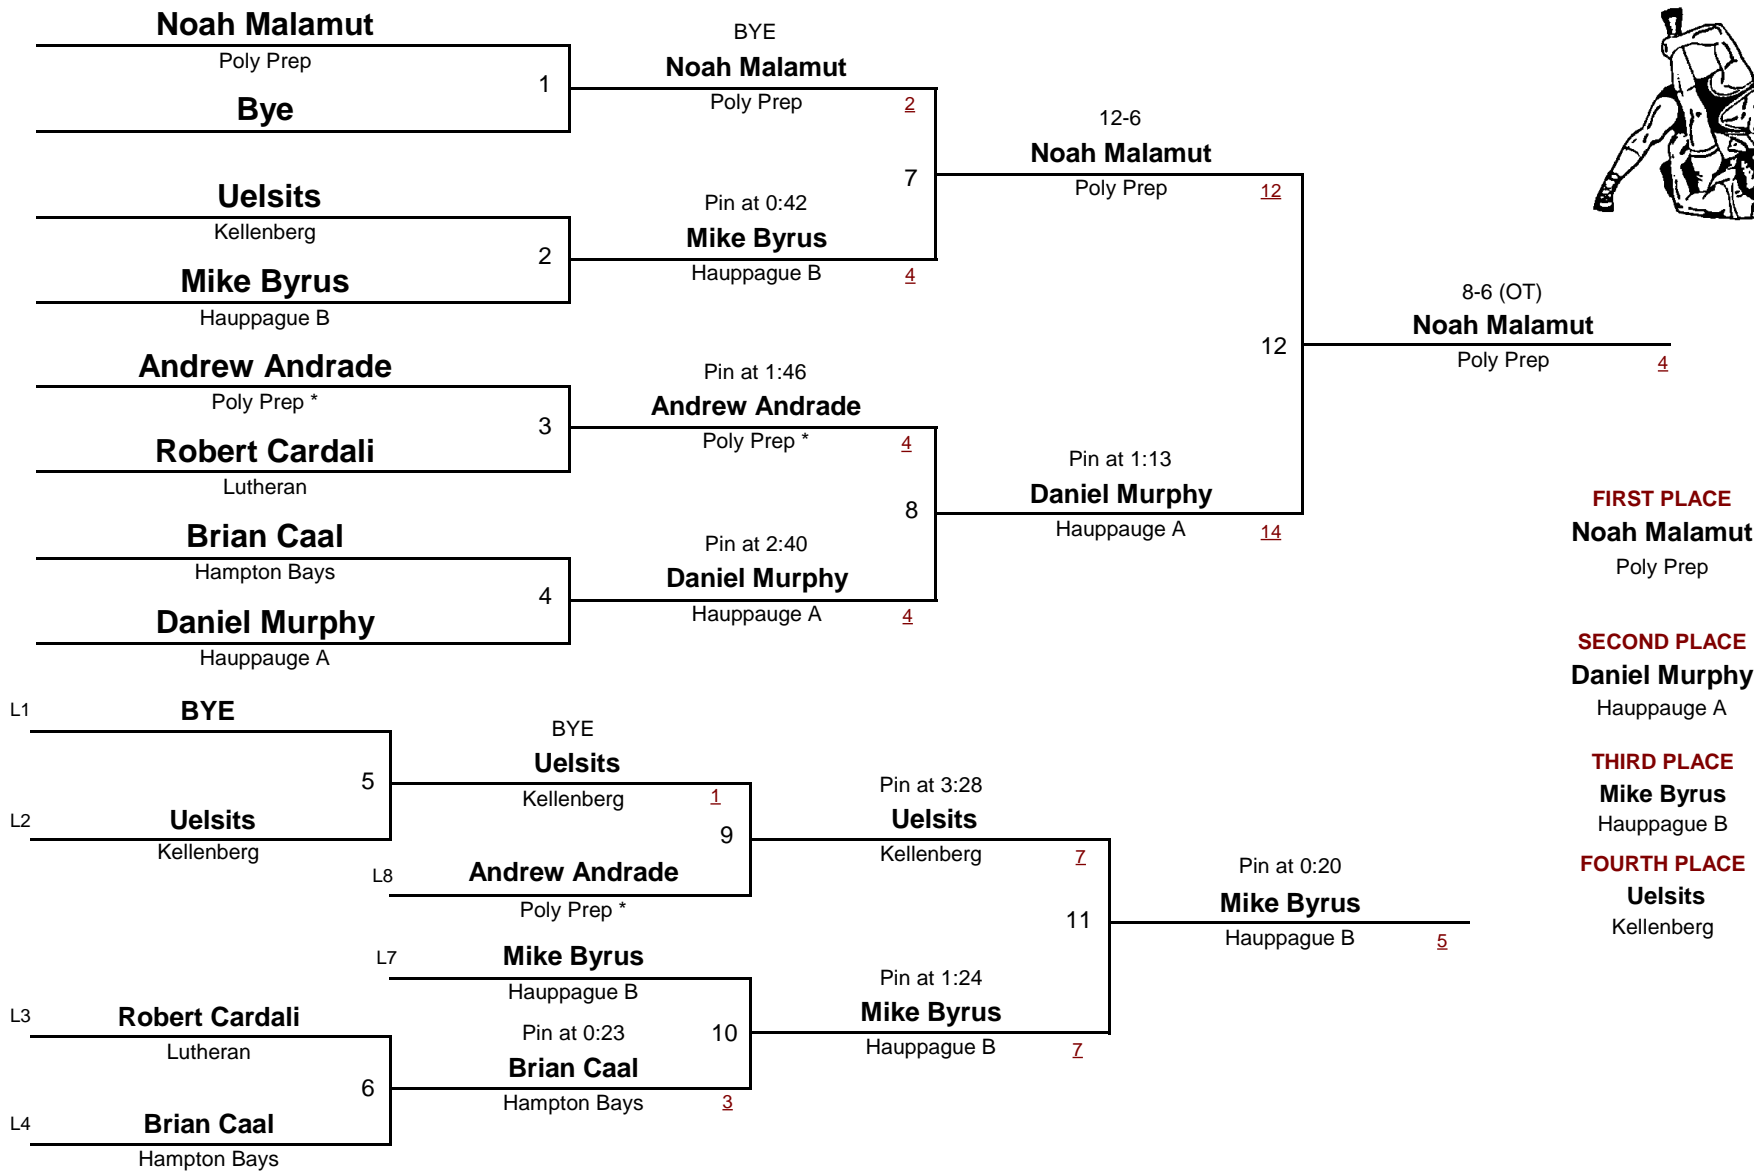 Noah Malamut
Poly Prep
1
Bye
BYE
Noah Malamut
Poly Prep
2
Uelsits
Kellenberg
2
Mike Byrus
Hauppague B
Pin at 0:42
Mike Byrus
Hauppague B
4
7
12-6
Noah Malamut
Poly Prep
12
Andrew Andrade
Poly Prep *
3
Robert Cardali
Lutheran
Pin at 1:46
Andrew Andrade
Poly Prep *
4
Brian Caal
Hampton Bays
4
Daniel Murphy
Hauppauge A
Pin at 2:40
Daniel Murphy
Hauppauge A
4
8
Pin at 1:13
Daniel Murphy
Hauppauge A
14
12
8-6 (OT)
Noah Malamut
Poly Prep
4
FIRST PLACE
Noah Malamut
Poly Prep
SECOND PLACE
Daniel Murphy
Hauppauge A
THIRD PLACE
Mike Byrus
Hauppague B
FOURTH PLACE
Uelsits
Kellenberg
L1
BYE
5
L2
Uelsits
Kellenberg
BYE
Uelsits
Kellenberg
1
9
L8
Andrew Andrade
Poly Prep *
Pin at 3:28
Uelsits
Kellenberg
7
L7
Mike Byrus
Hauppague B
10
L3
Robert Cardali
Lutheran
6
L4
Brian Caal
Hampton Bays
Pin at 0:23
Brian Caal
Hampton Bays
3
Pin at 1:24
Mike Byrus
Hauppague B
7
11
Pin at 0:20
Mike Byrus
Hauppague B
5